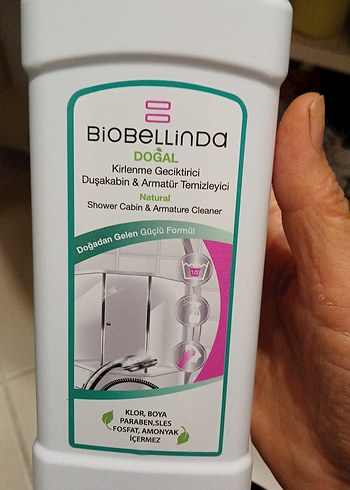 BiOBELLiNDa
DOĞAL
Kirlenme Geciktirici
Duşakabin & Armatür Temizleyici
Natural
Shower Cabin & Armature Cleaner
Doğadan Gelen Güçlü Formül
KLOR, BOYA
PARABEN,SLES
FOSFAT, AMONYAK
İÇERMEZ